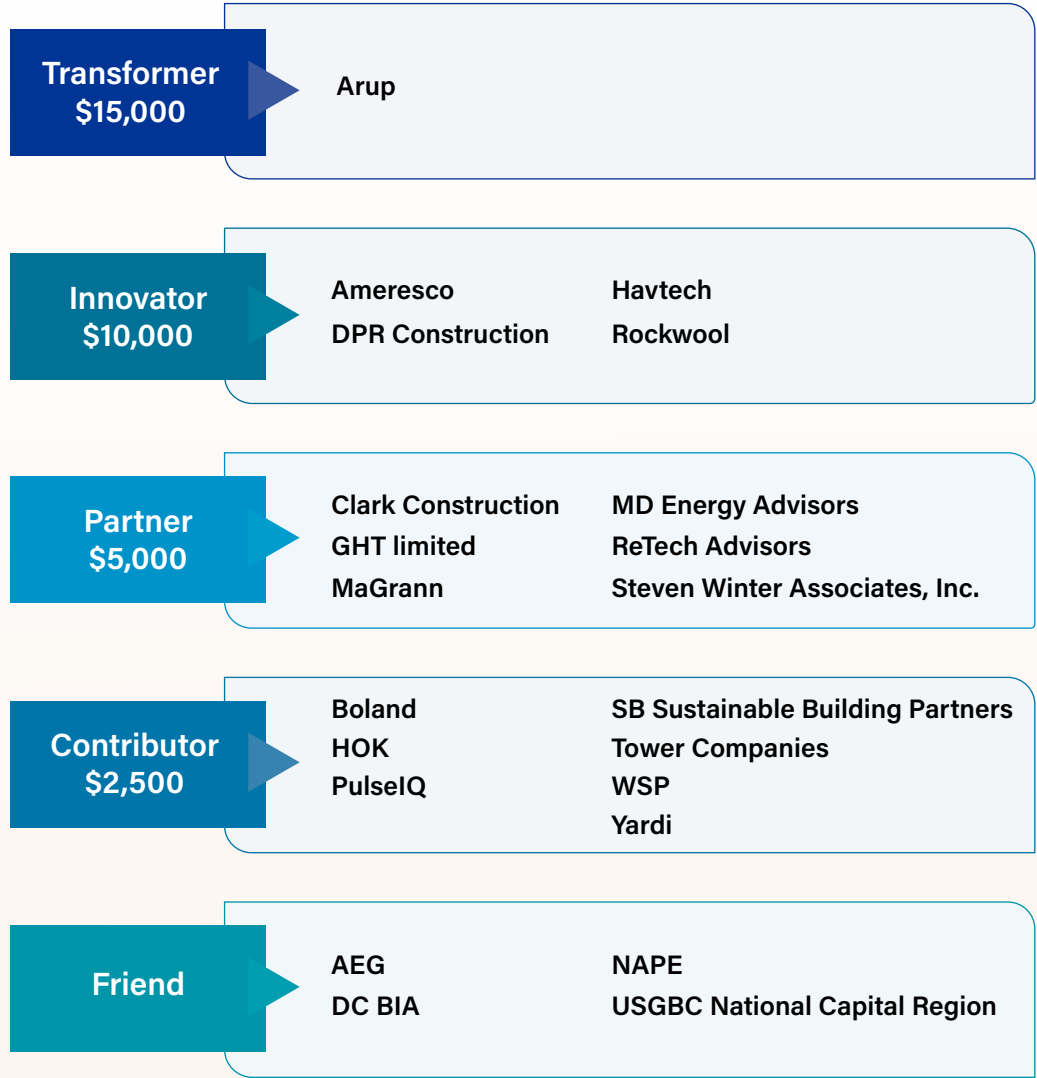 Transformer
$15,000
Arup
Innovator
$10,000
Ameresco
DPR Construction
Havtech
Rockwool
Partner
$5,000
Clark Construction
GHT limited
MaGrann
MD Energy Advisors
ReTech Advisors
Steven Winter Associates, Inc.
Contributor
$2,500
Boland
HOK
PulseIQ
SB Sustainable Building Partners
Tower Companies
WSP
Yardi
Friend
AEG
DC BIA
NAPE
USGBC National Capital Region